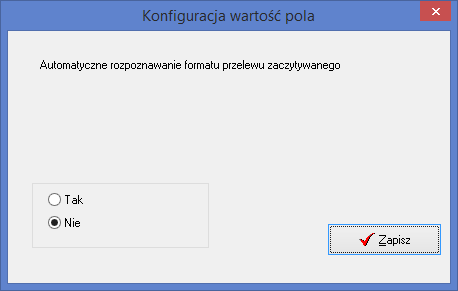 Konfiguracja wartość pola
Automatyczne rozpoznawanie formatu przelewu zaczytywanego
Tak
Nie
Zapisz